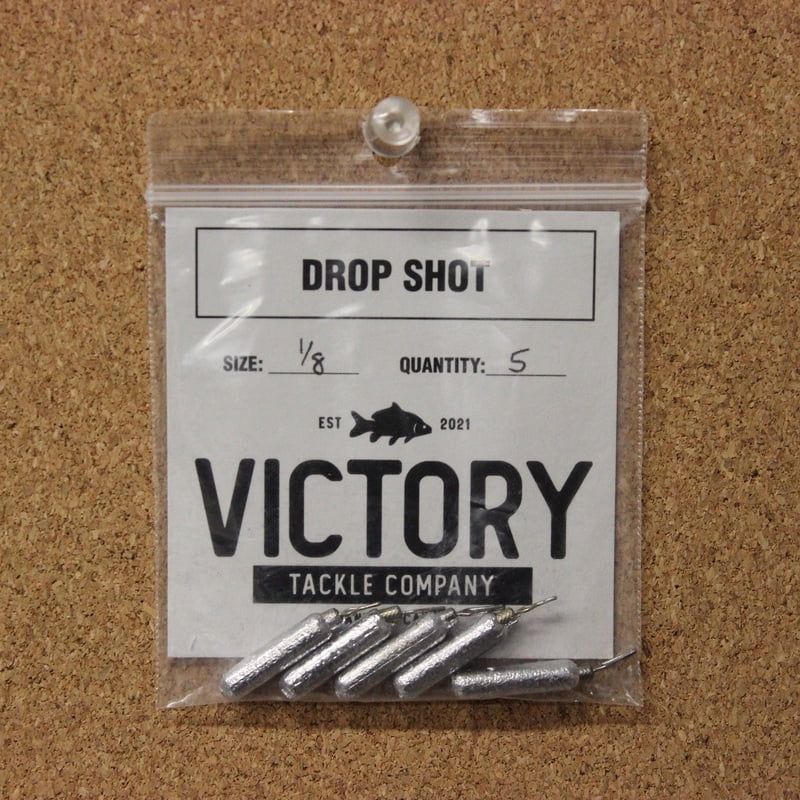 DROP SHOT
SIZE: 1/8 QUANTITY: 5
EST 2021
VICTORY
TACKLE COMPANY